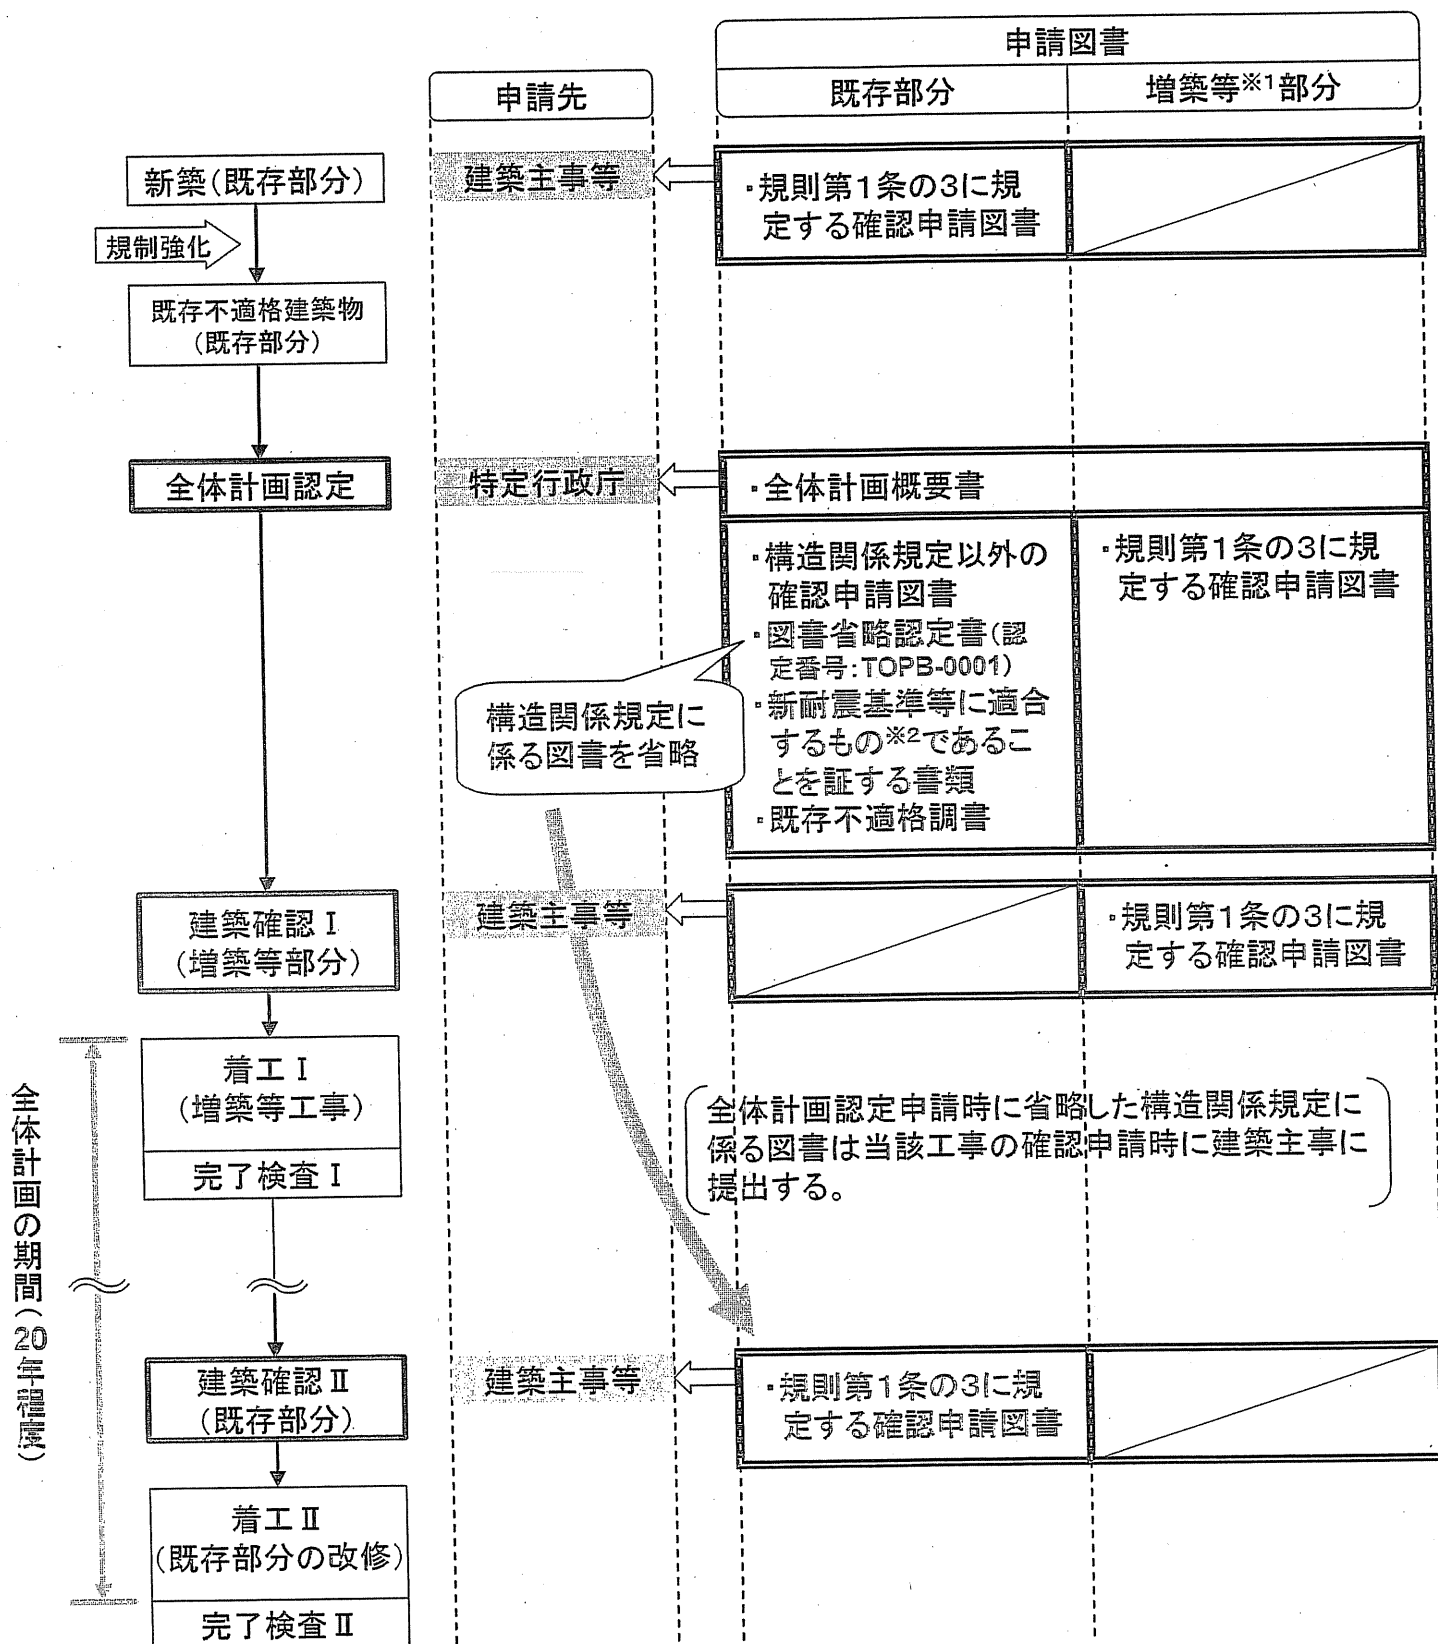 申請図書
申請先
既存部分
増築等※1部分
新築(既存部分)
建築主事等
・規則第1条の3に規
定する確認申請図書
規制強化
既存不適格建築物
(既存部分)
全体計画認定
特定行政庁
・全体計画概要書
・構造関係規定以外の
確認申請図書
・図書省略認定書(認
定番号:TOPB-0001)
・新耐震基準等に適合
するもの※2であるこ
とを証する書類
・既存不適格調書
・規則第1条の3に規
定する確認申請図書
構造関係規定に
係る図書を省略
建築確認Ⅰ
(増築等部分)
建築主事等
・規則第1条の3に規
定する確認申請図書
着工Ⅰ
(増築等工事)
完了検査Ⅰ
全体計画認定申請時に省略した構造関係規定に
係る図書は当該工事の確認申請時に建築主事に
提出する。
全体計画の期間(20年程度)
建築確認Ⅱ
(既存部分)
建築主事等
・規則第1条の3に規
定する確認申請図書
着工Ⅱ
(既存部分の改修)
完了検査Ⅱ